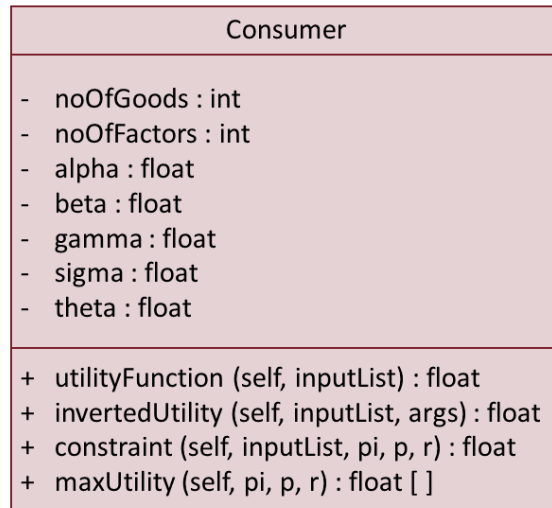 Consumer
- noOfGoods : int
- noOfFactors : int
- alpha : float
- beta : float
- gamma : float
- sigma : float
- theta : float
+ utilityFunction (self, inputList) : float
+ invertedUtility (self, inputList, args) : float
+ constraint (self, inputList, pi, p, r) : float
+ maxUtility (self, pi, p, r) : float [ ]